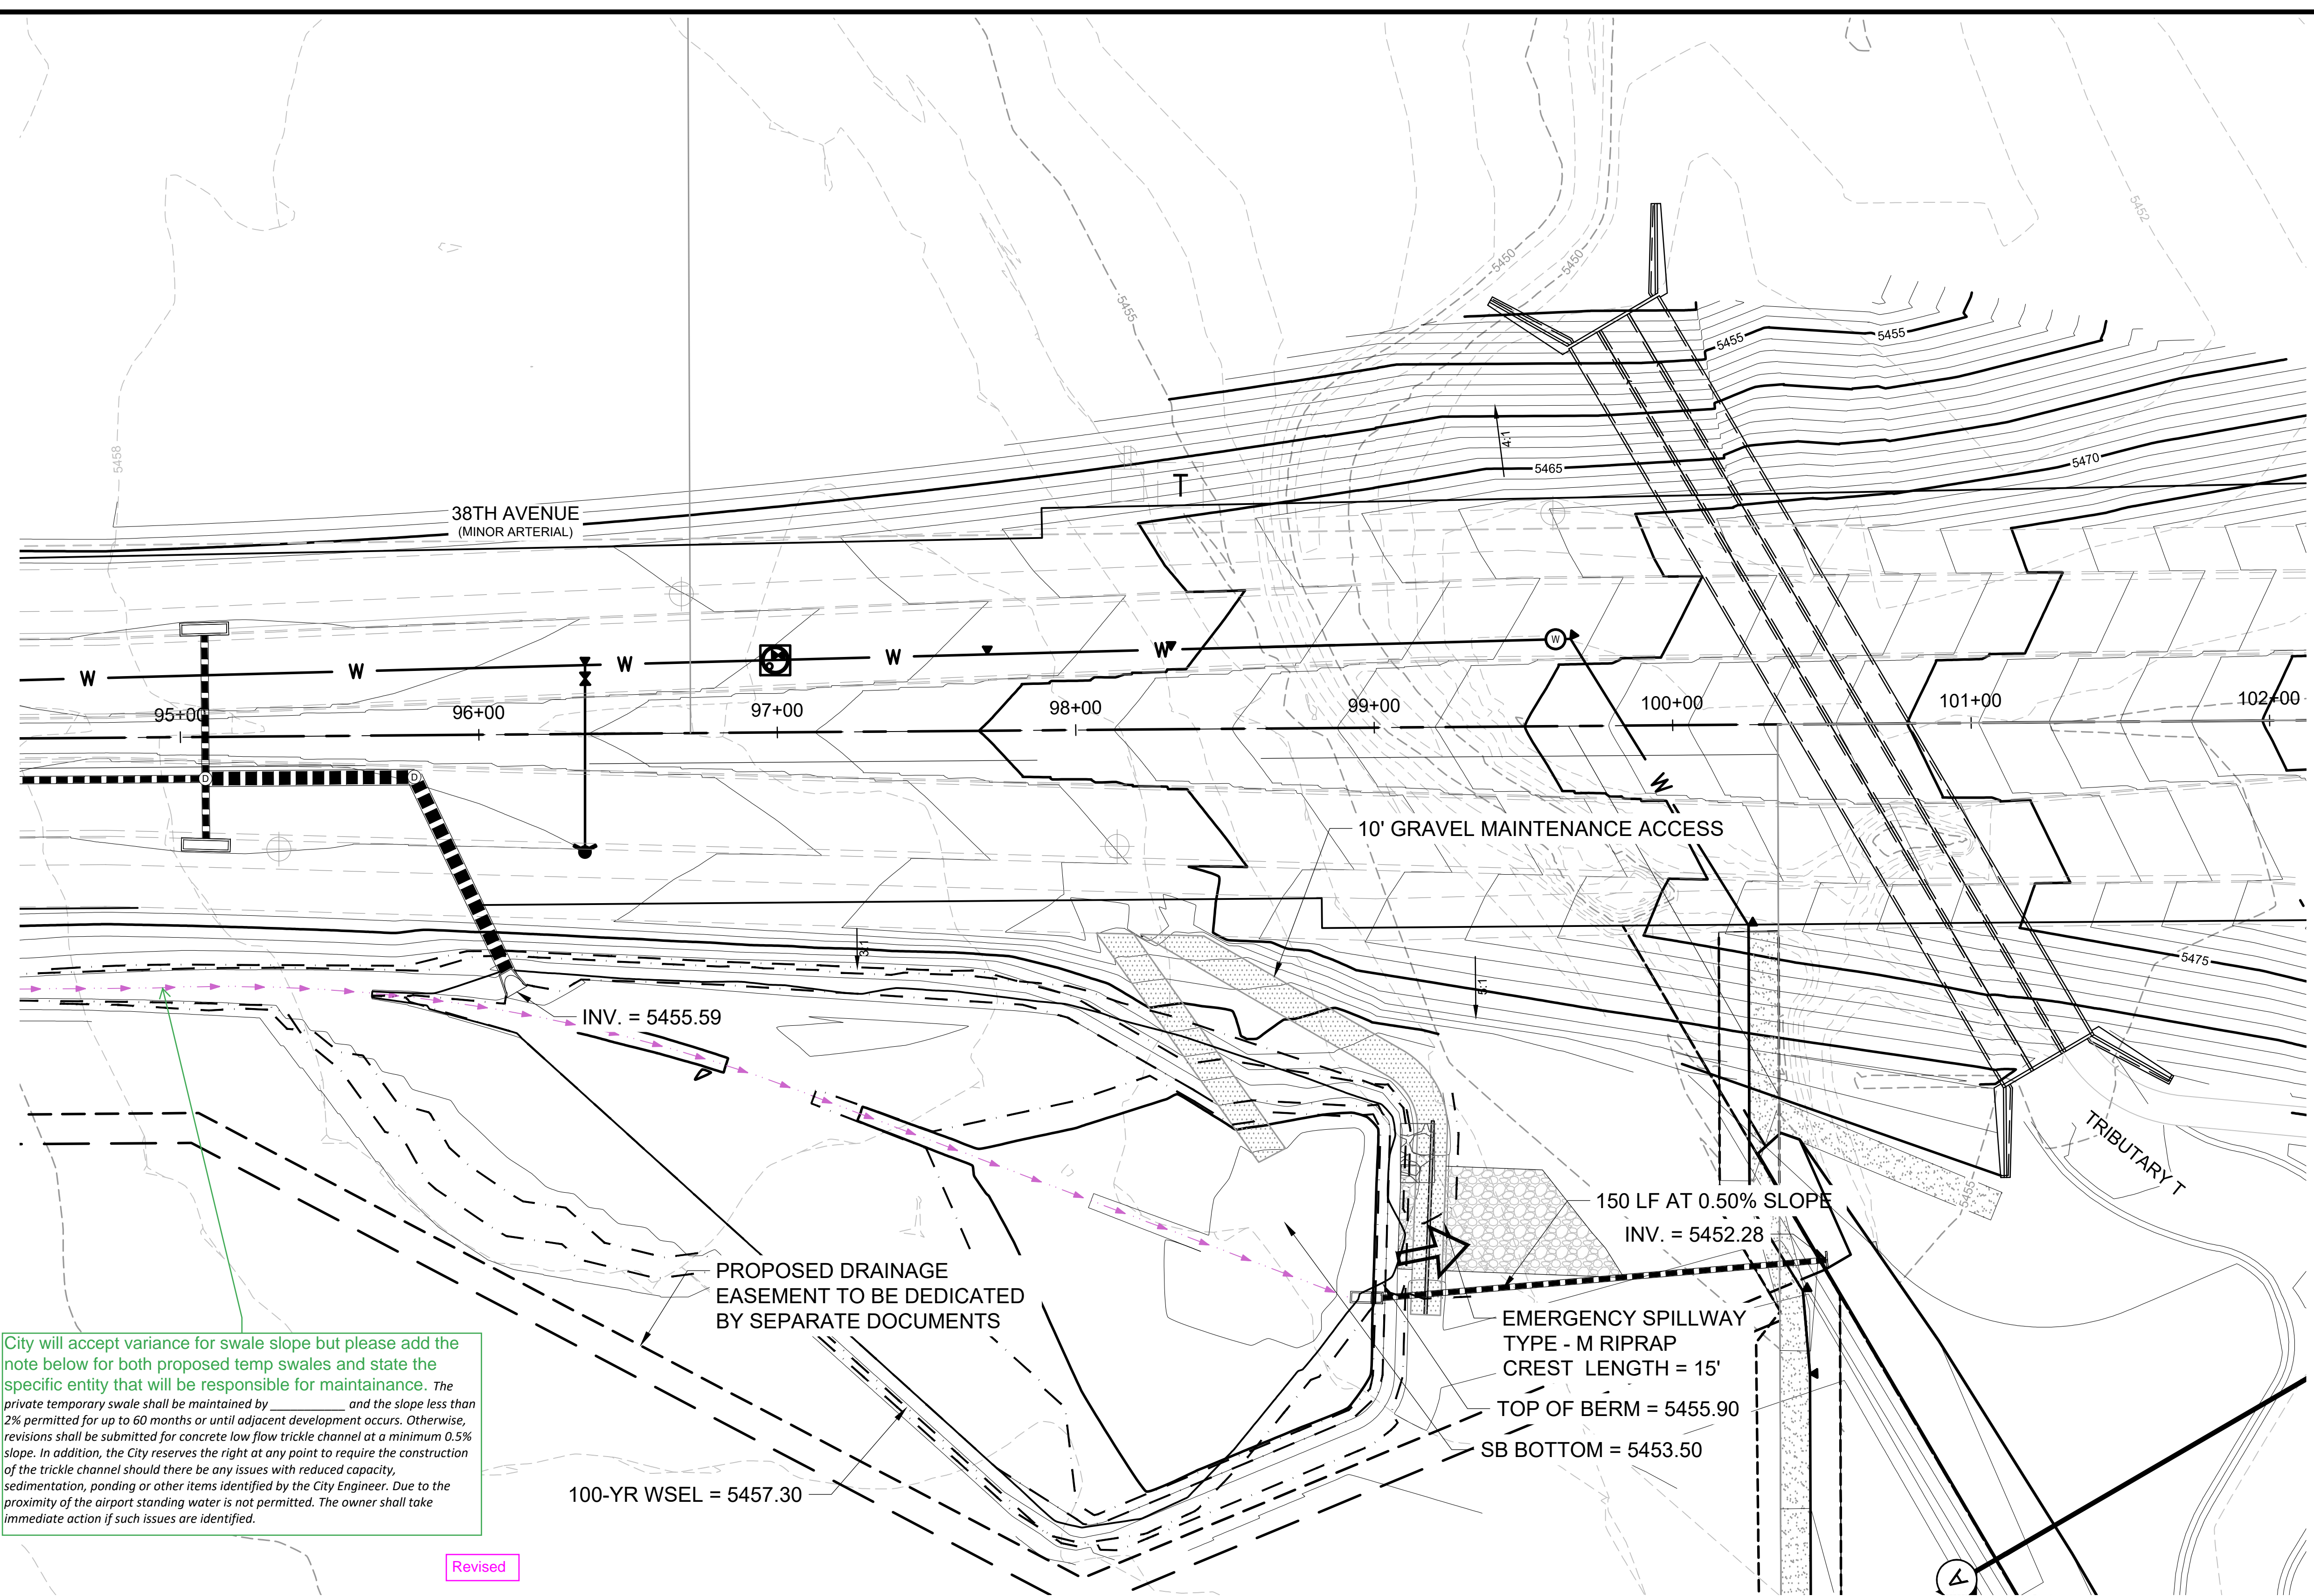 5452
5450
5450
5455
5455
5455
5458
4:1
5465
5470
T
38TH AVENUE
(MINOR ARTERIAL)
W
W
W
W
W
W
95+00
96+00
97+00
98+00
99+00
100+00
101+00
102+00
D
D
W
10' GRAVEL MAINTENANCE ACCESS
3:1
5:1
5475
INV. = 5455.59
TRIBUTARY T
5455
150 LF AT 0.50% SLOPE
INV. = 5452.28
PROPOSED DRAINAGE
EASEMENT TO BE DEDICATED
BY SEPARATE DOCUMENTS
EMERGENCY SPILLWAY
TYPE - M RIPRAP
CREST LENGTH = 15'
TOP OF BERM = 5455.90
SB BOTTOM = 5453.50
100-YR WSEL = 5457.30
City will accept variance for swale slope but please add the
note below for both proposed temp swales and state the
specific entity that will be responsible for maintainance. The
private temporary swale shall be maintained by ___________ and the slope less than
2% permitted for up to 60 months or until adjacent development occurs. Otherwise,
revisions shall be submitted for concrete low flow trickle channel at a minimum 0.5%
slope. In addition, the City reserves the right at any point to require the construction
of the trickle channel should there be any issues with reduced capacity,
sedimentation, ponding or other items identified by the City Engineer. Due to the
proximity of the airport standing water is not permitted. The owner shall take
immediate action if such issues are identified.
Revised
A